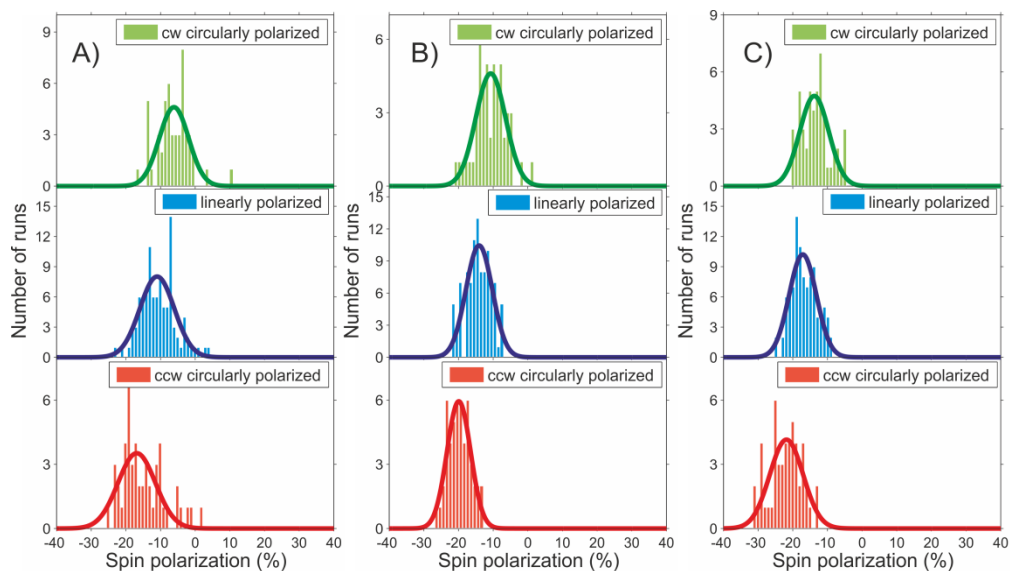 A)
cw circularly polarized
9
6
3
0
linearly polarized
15
12
9
6
3
0
ccw circularly polarized
6
3
0
-40 -30 -20 -10 0 10 20 30 40
Spin polarization (%)
Number of runs
B)
cw circularly polarized
6
3
0
linearly polarized
15
12
9
6
3
0
ccw circularly polarized
6
3
0
-40 -30 -20 -10 0 10 20 30 40
Spin polarization (%)
Number of runs
C)
cw circularly polarized
9
6
3
0
linearly polarized
15
12
9
6
3
0
ccw circularly polarized
6
3
0
-40 -30 -20 -10 0 10 20 30 40
Spin polarization (%)
Number of runs